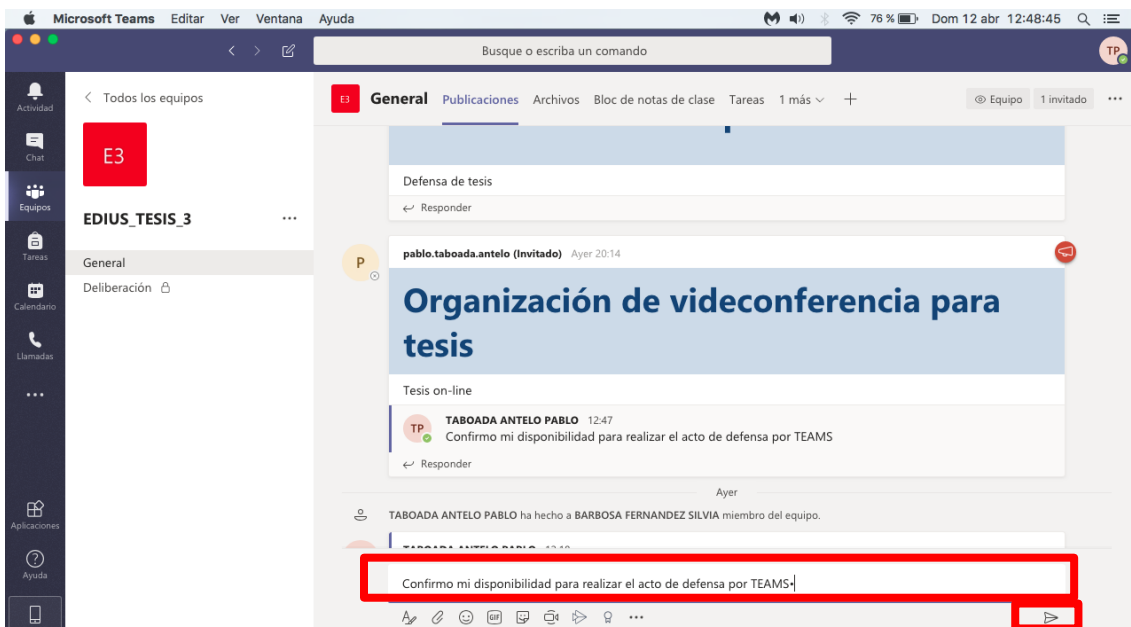 Microsoft Teams Editar Ver Ventana Ayuda 76 % Dom 12 abr 12:48:45
Busque o escriba un comando
TP
Actividad
Chat
Equipos
Tareas
Calendario
Llamadas
Aplicaciones
Ayuda
Todos los equipos
E3
EDIUS_TESIS_3
General
Deliberación
E3 General Publicaciones Archivos Bloc de notas de clase Tareas 1 más Equipo 1 invitado
Defensa de tesis
Responder
P
pablo.taboada.antelo (Invitado) Ayer 20:14
Organización de videconferencia para
tesis
Tesis on-line
TP
TABOADA ANTELO PABLO 12:47
Confirmo mi disponibilidad para realizar el acto de defensa por TEAMS
Responder
Ayer
TABOADA ANTELO PABLO ha hecho a BARBOSA FERNANDEZ SILVIA miembro del equipo.
Confirmo mi disponibilidad para realizar el acto de defensa por TEAMS•
GIF